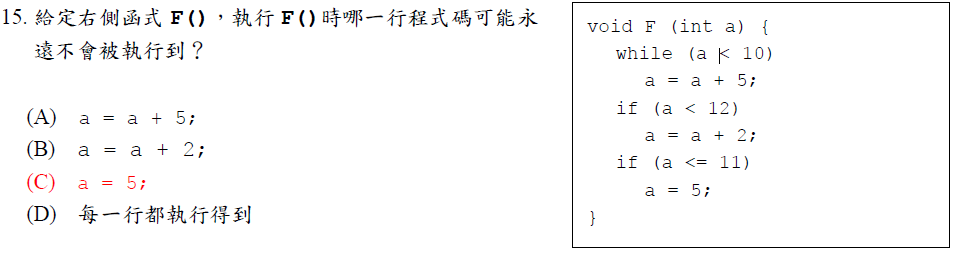 15. 給定右側函式 F()，執行 F()時哪一行程式碼可能永
遠不會被執行到？
(A) a = a + 5;
(B) a = a + 2;
(C) a = 5;
(D) 每一行都執行得到
void F (int a) {
while (a < 10)
a = a + 5;
if (a < 12)
a = a + 2;
if (a <= 11)
a = 5;
}